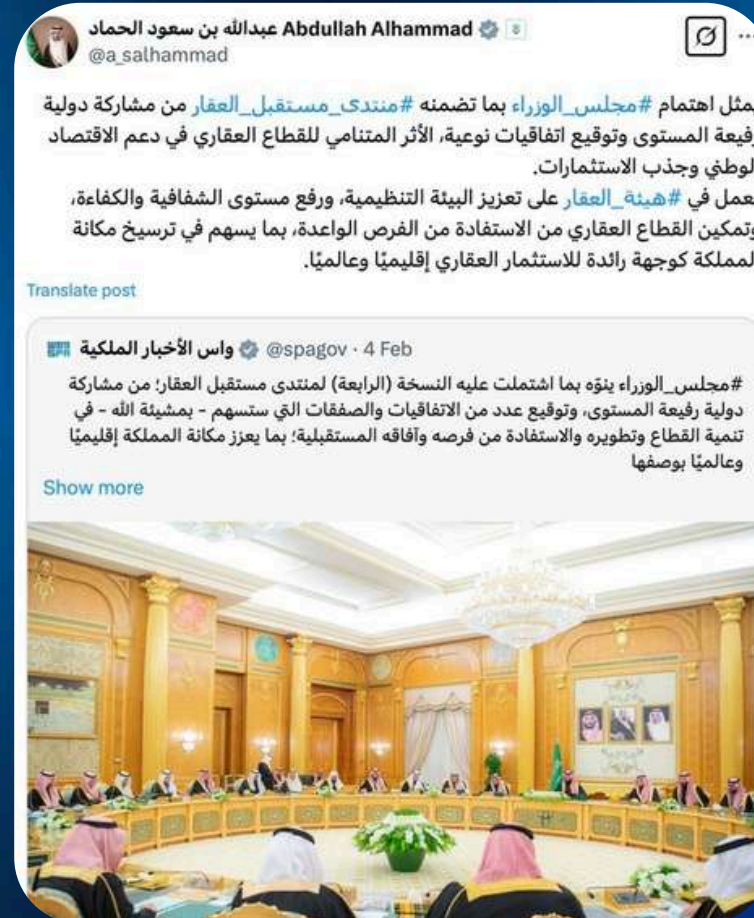 عبدالله بن سعود الحماد Abdullah Alhammad
@a_salhammad
مثل اهتمام #مجلس_الوزراء بما تضمنه #منتدى_مستقبل_العقار من مشاركة دولية
رفيعة المستوى وتوقيع اتفاقيات نوعية، الأثر المتنامي للقطاع العقاري في دعم الاقتصاد
لوطني وجذب الاستثمارات.
عمل في #هيئة_العقار على تعزيز البيئة التنظيمية، ورفع مستوى الشفافية والكفاءة،
وتمكين القطاع العقاري من الاستفادة من الفرص الواعدة، بما يسهم في ترسيخ مكانة
لمملكة كوجهة رائدة للاستثمار العقاري إقليميًا وعالميًا.
Translate post
واس الأخبار الملكية @spagov · 4 Feb
#مجلس_الوزراء ينوّه بما اشتملت عليه النسخة (الرابعة) لمنتدى مستقبل العقار؛ من مشاركة
دولية رفيعة المستوى، وتوقيع عدد من الاتفاقيات والصفقات التي ستسهم - بمشيئة الله - في
تنمية القطاع وتطويره والاستفادة من فرصه وآفاقه المستقبلية؛ بما يعزز مكانة المملكة إقليميًا
وعالميًا بوصفها
Show more